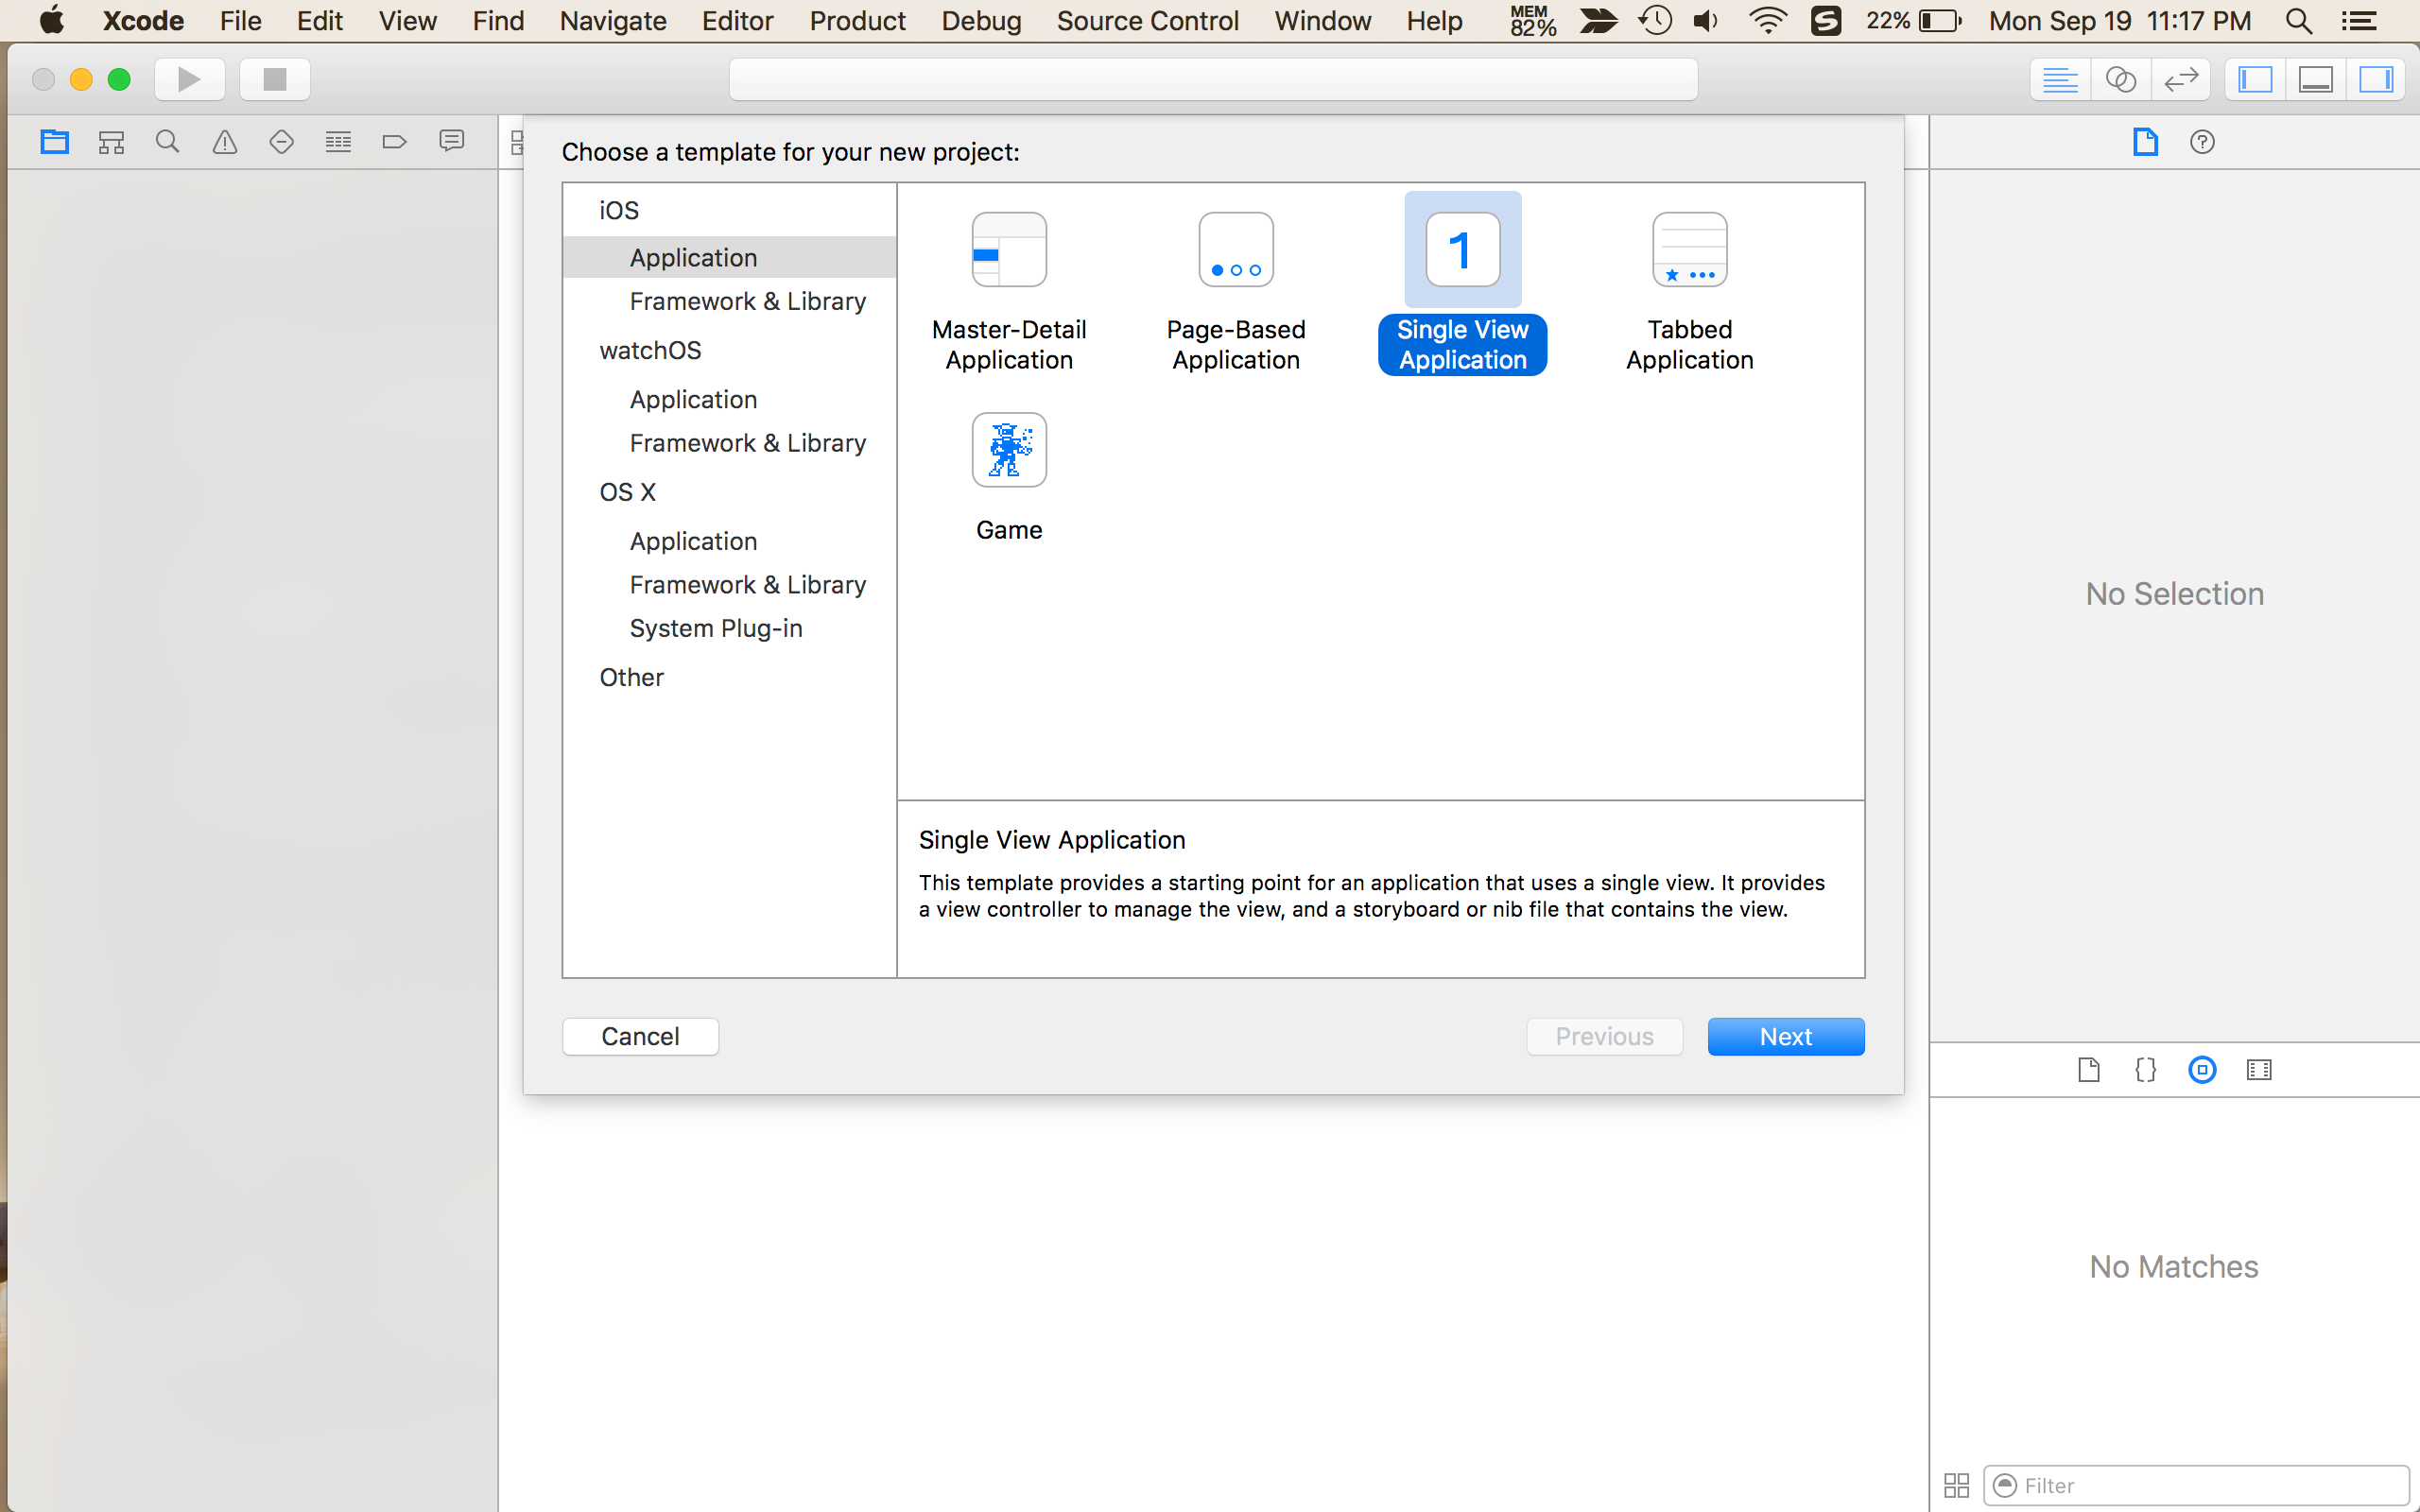 Xcode File Edit View Find Navigate Editor Product Debug Source Control Window Help MEM 82% 22% Mon Sep 19 11:17 PM
Choose a template for your new project:
iOS
Application
Framework & Library
watchOS
Application
Framework & Library
OS X
Application
Framework & Library
System Plug-in
Other
1
Master-Detail
Application
Page-Based
Application
Single View
Application
Tabbed
Application
Game
Single View Application
This template provides a starting point for an application that uses a single view. It provides
a view controller to manage the view, and a storyboard or nib file that contains the view.
Cancel
Previous
Next
No Selection
{}
No Matches
Filter